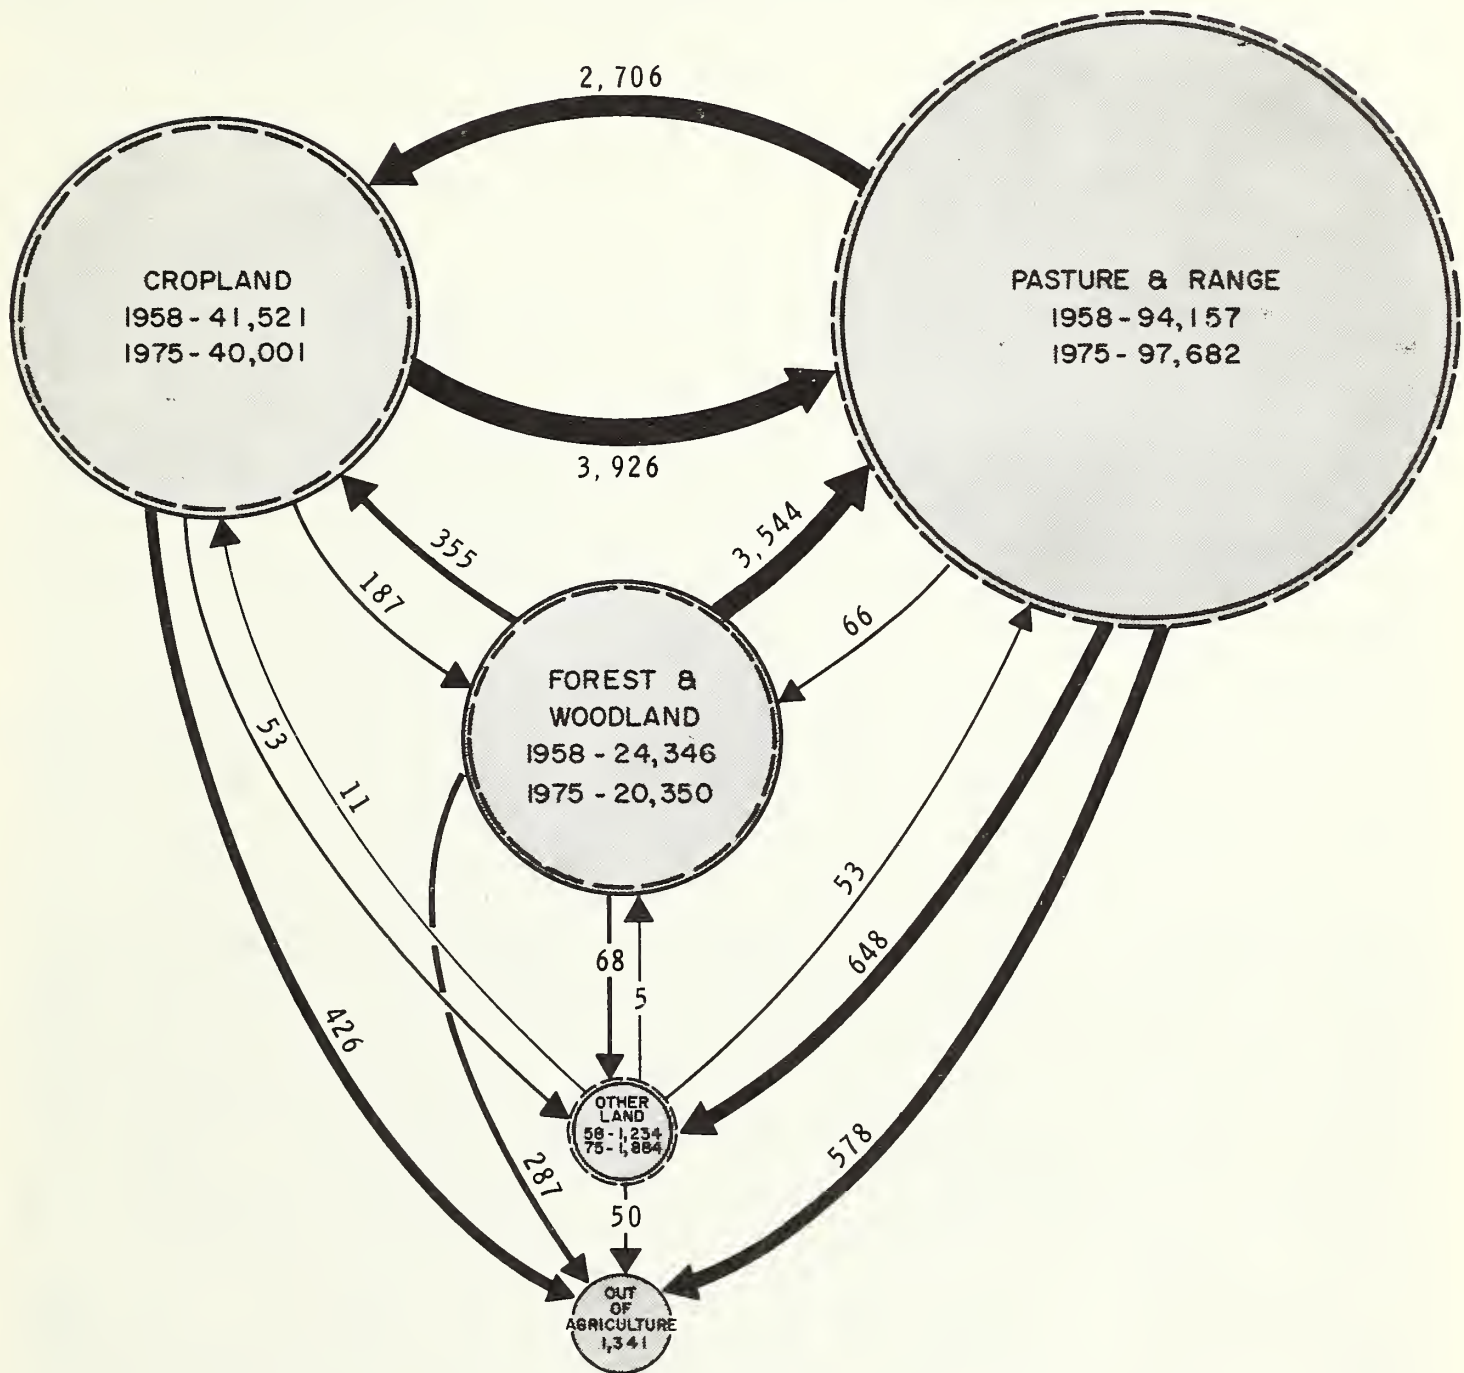 2,706
CROPLAND
1958-41,521
1975-40,001
PASTURE & RANGE
1958-94,157
1975-97,682
3,926
355
3,544
187
66
FOREST &
WOODLAND
1958-24,346
1975-20,350
53
11
53
648
68
5
426
OTHER
LAND
58-1,234
75-1,884
578
287
50
OUT
OF
AGRICULTURE
1,341